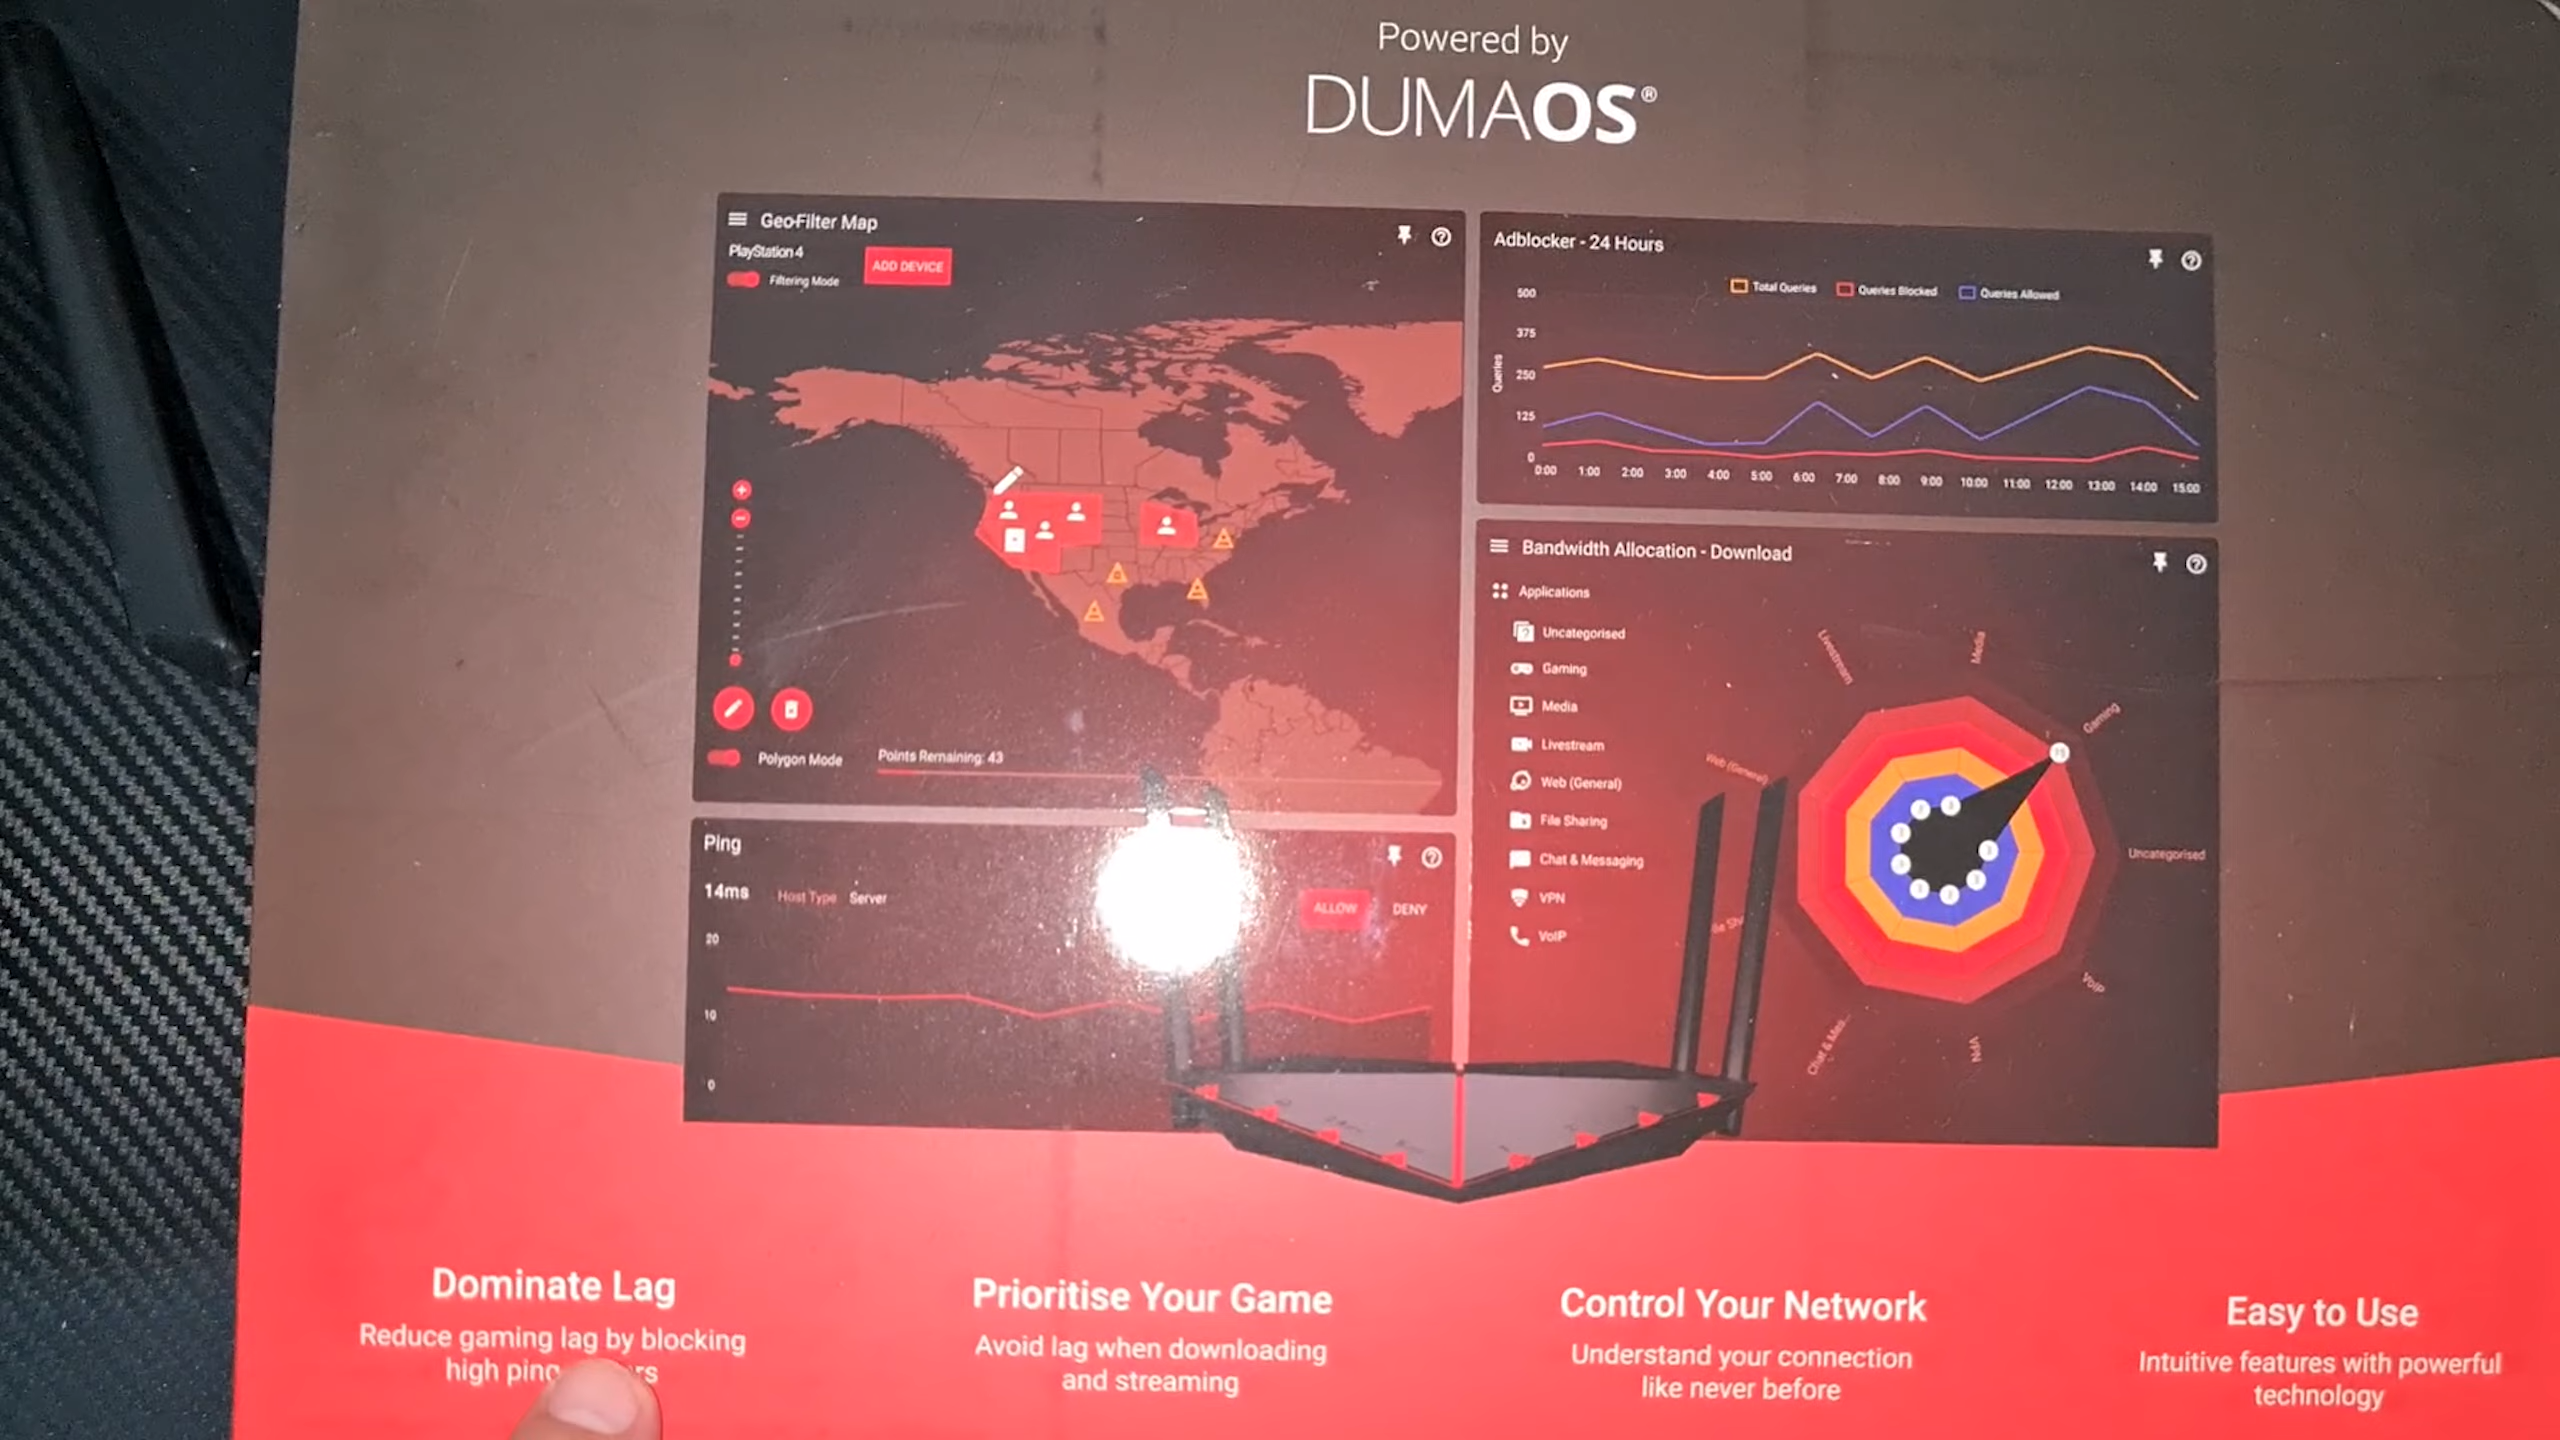 Powered by
DUMAOS®
Geo-Filter Map
PlayStation 4
ADD DEVICE
Filtering Mode
Polygon Mode
Points Remaining: 43
Adblocker - 24 Hours
Total Queries
Queries Blocked
Queries Allowed
Queries
500
375
250
125
0
0:00 1:00 2:00 3:00 4:00 5:00 6:00 7:00 8:00 9:00 10:00 11:00 12:00 13:00 14:00 15:00
Ping
14ms
Host Type Server
ALLOW
DENY
20
10
0
Bandwidth Allocation - Download
Applications
Uncategorised
Gaming
Media
Livestream
Web (General)
File Sharing
Chat & Messaging
VPN
VoIP
Livestream
Media
Gaming
Uncategorised
VoIP
VPN
Chat & Mes...
Web (General)
Dominate Lag
Reduce gaming lag by blocking
high
Prioritise Your Game
Avoid lag when downloading
and streaming
Control Your Network
Understand your connection
like never before
Easy to Use
Intuitive features with powerful
technology